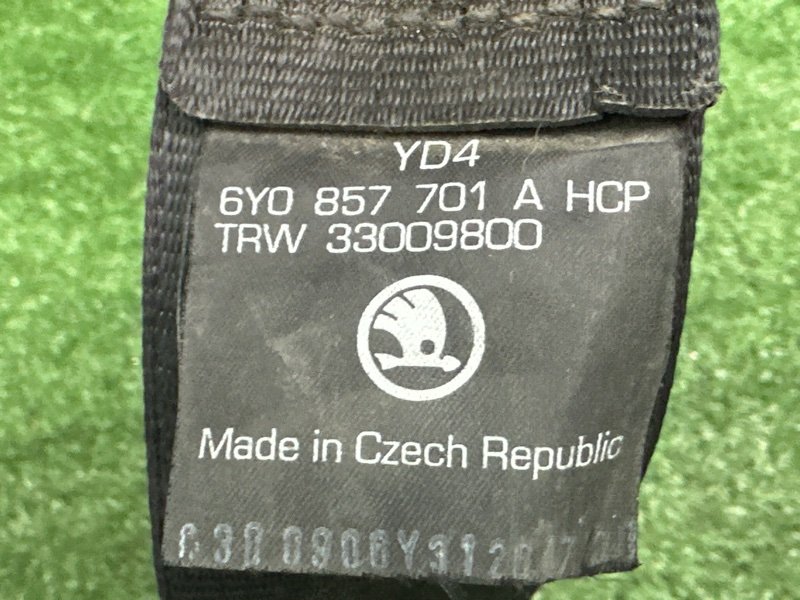 YD4
6Y0 857 701 A HCP
TRW 33009800
Made in Czech Republic